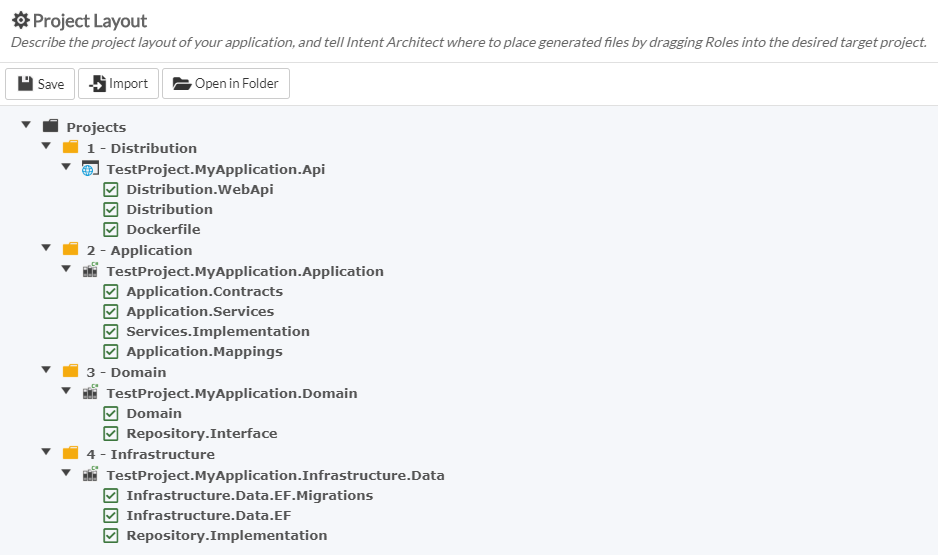 Project Layout
Describe the project layout of your application, and tell Intent Architect where to place generated files by dragging Roles into the desired target project.
Save Import Open in Folder
Projects
1 - Distribution
TestProject.MyApplication.Api
Distribution.WebApi
Distribution
Dockerfile
2 - Application
TestProject.MyApplication.Application
Application.Contracts
Application.Services
Services.Implementation
Application.Mappings
3 - Domain
TestProject.MyApplication.Domain
Domain
Repository.Interface
4 - Infrastructure
TestProject.MyApplication.Infrastructure.Data
Infrastructure.Data.EF.Migrations
Infrastructure.Data.EF
Repository.Implementation